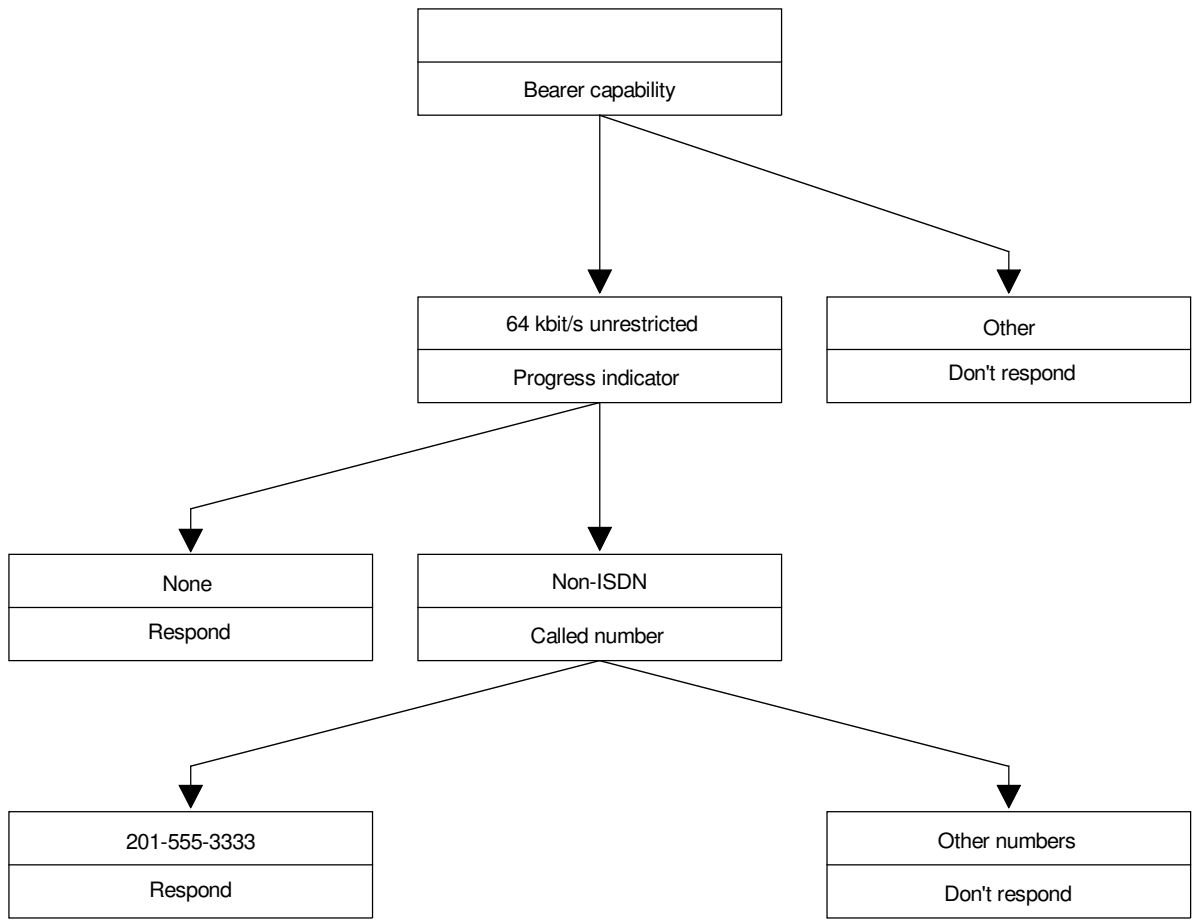 Bearer capability
64 kbit/s unrestricted
Other
Progress indicator
Don't respond
None
Non-ISDN
Respond
Called number
201-555-3333
Other numbers
Respond
Don't respond